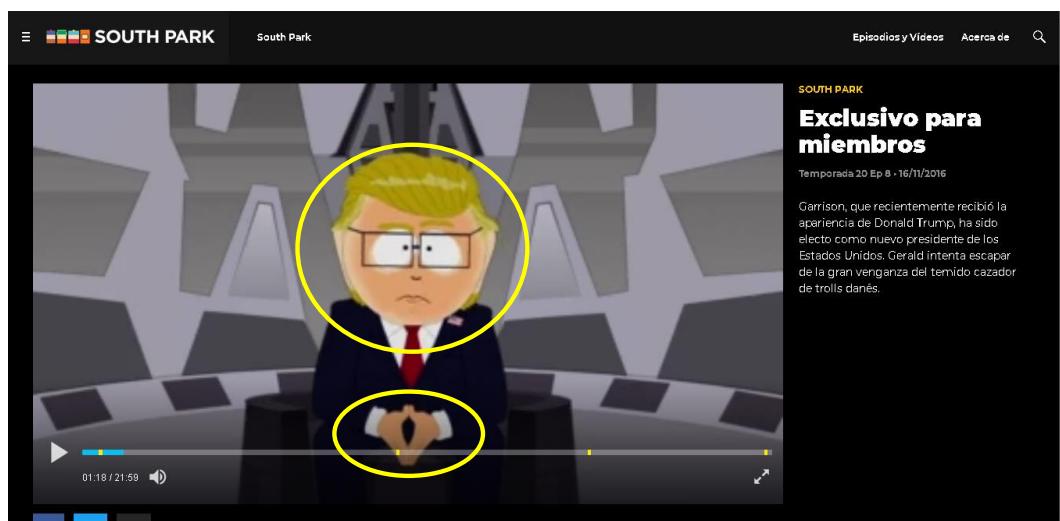 SOUTH PARK
South Park
Episodios y Vídeos
Acerca de
SOUTH PARK
Exclusivo para
miembros
Temporada 20 Ep 8 • 16/11/2016
Garrison, que recientemente recibió la
apariencia de Donald Trump, ha sido
electo como nuevo presidente de los
Estados Unidos. Gerald intenta escapar
de la gran venganza del temido cazador
de trolls danés.
01:18 / 21:59